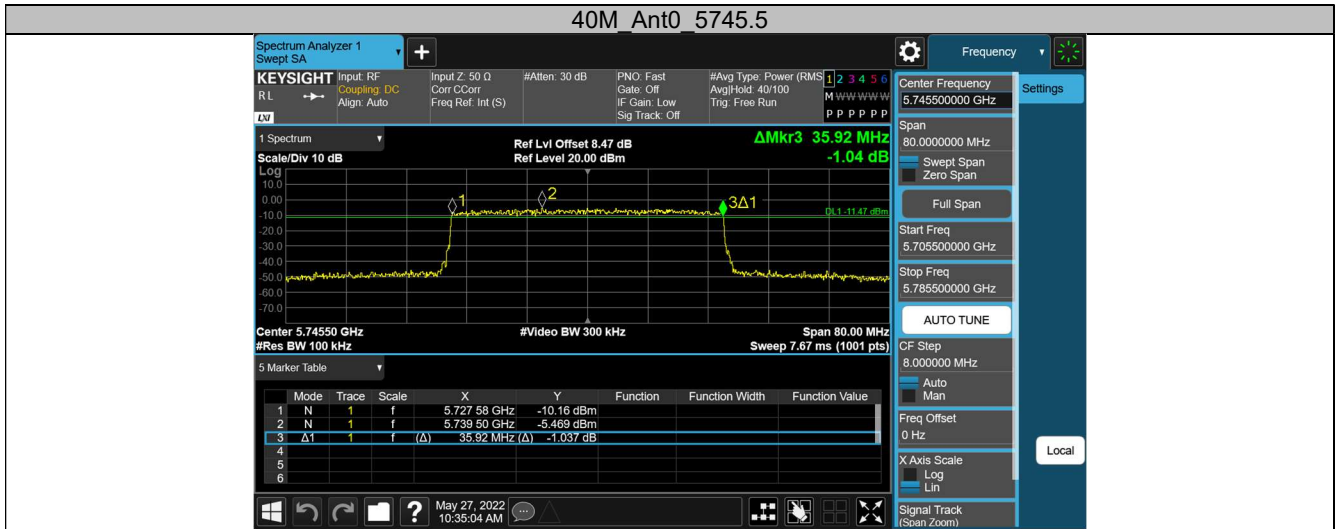 40M_Ant0_5745.5
Spectrum Analyzer 1
Swept SA
+
Frequency
KEYSIGHT
RL
LXI
Input: RF
Coupling: DC
Align: Auto
Input Z: 50 Ω
Corr CCorr
Freq Ref: Int (S)
#Atten: 30 dB
PNO: Fast
Gate: Off
IF Gain: Low
Sig Track: Off
#Avg Type: Power (RMS
Avg|Hold: 40/100
Trig: Free Run
1 2 3 4 5 6
M W W W W W
P P P P P P
1 Spectrum
Scale/Div 10 dB
Ref Lvl Offset 8.47 dB
Ref Level 20.00 dBm
ΔMkr3 35.92 MHz
-1.04 dB
Log
10.0
0.00
-10.0
-20.0
-30.0
-40.0
-50.0
-60.0
-70.0
1
2
3Δ1
DL1 -11.47 dBm
Center 5.74550 GHz
#Video BW 300 kHz
Span 80.00 MHz
#Res BW 100 kHz
Sweep 7.67 ms (1001 pts)
5 Marker Table
Mode Trace Scale X Y Function Function Width Function Value
1 N 1 f 5.727 58 GHz -10.16 dBm
2 N 1 f 5.739 50 GHz -5.469 dBm
3 Δ1 1 f (Δ) 35.92 MHz (Δ) -1.037 dB
4
5
6
?
May 27, 2022
10:35:04 AM
Center Frequency
5.745500000 GHz
Span
80.0000000 MHz
Swept Span
Zero Span
Full Span
Start Freq
5.705500000 GHz
Stop Freq
5.785500000 GHz
AUTO TUNE
CF Step
8.000000 MHz
Auto
Man
Freq Offset
0 Hz
X Axis Scale
Log
Lin
Signal Track
(Span Zoom)
Settings
Local